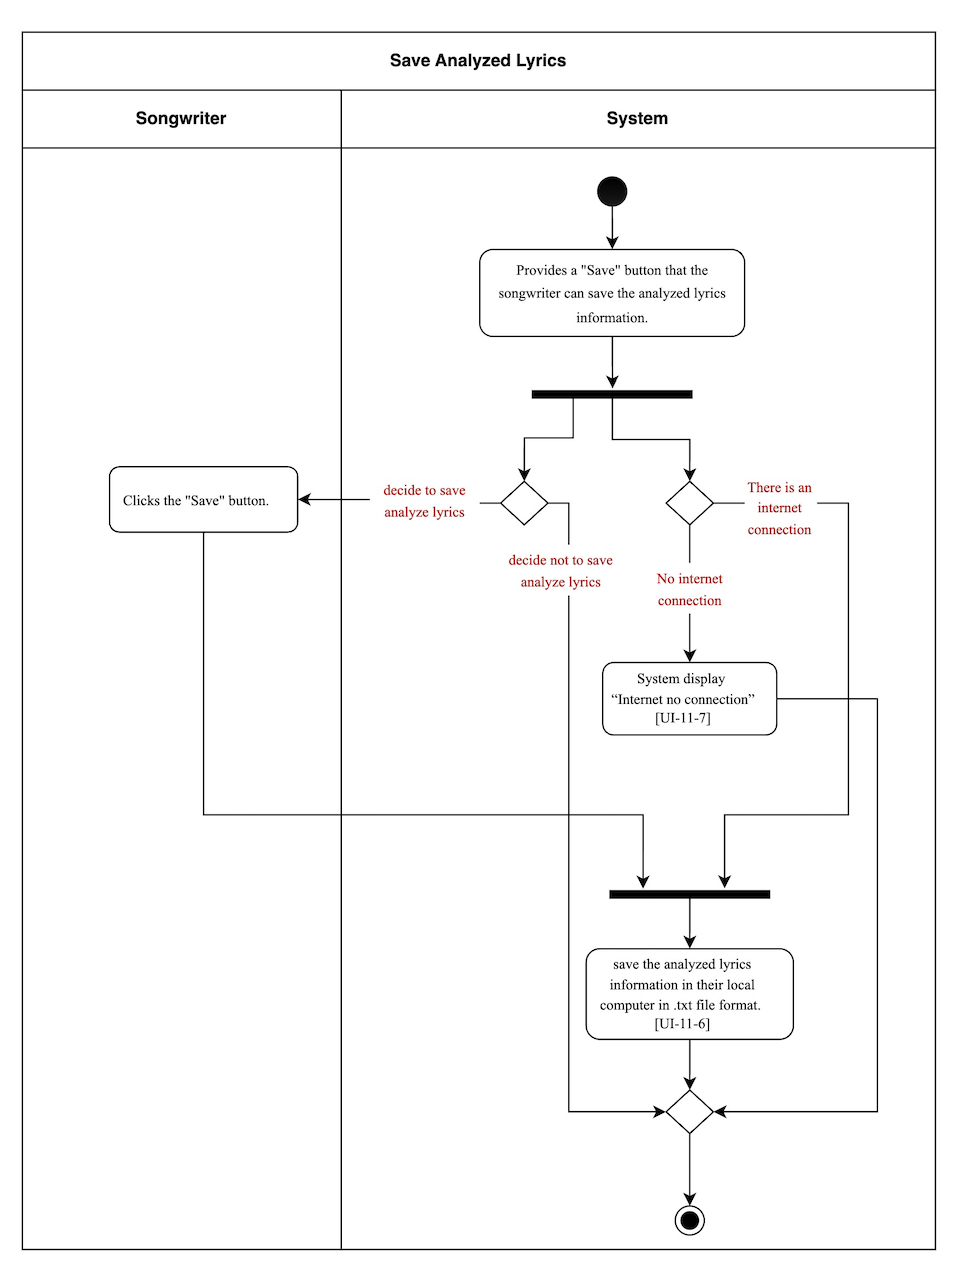 Save Analyzed Lyrics
Songwriter
System
Provides a "Save" button that the
songwriter can save the analyzed lyrics
information.
Clicks the "Save" button.
decide to save
analyze lyrics
There is an
internet
connection
decide not to save
analyze lyrics
No internet
connection
System display
“Internet no connection”
[UI-11-7]
save the analyzed lyrics
information in their local
computer in .txt file format.
[UI-11-6]